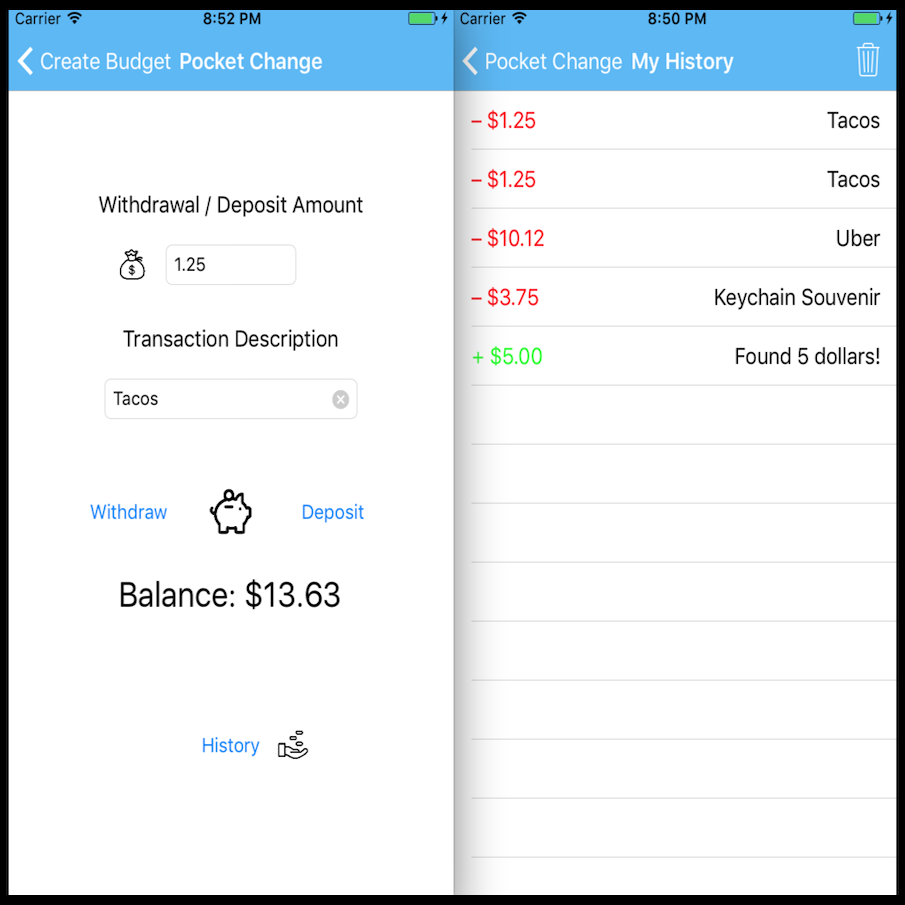 Carrier 8:52 PM
Create Budget Pocket Change
Withdrawal / Deposit Amount
$ 1.25
Transaction Description
Tacos
Withdraw Deposit
Balance: $13.63
History
Carrier 8:50 PM
Pocket Change My History
– $1.25 Tacos
– $1.25 Tacos
– $10.12 Uber
– $3.75 Keychain Souvenir
+ $5.00 Found 5 dollars!